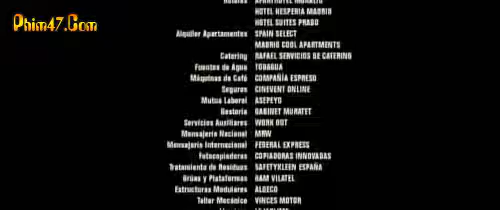 Phim47.Com
HOTEL HESPERIA MADRID
HOTEL SUITES PRADO
Alquiler Apartamentos SPAIN SELECT
MADRID COOL APARTMENTS
Catering RAFAEL SERVICIOS DE CATERING
Fuentes de Agua TODAGUA
Máquinas de Café COMPAÑÍA ESPRESO
Seguros CINEVENT ONLINE
Mutua Laboral ASEPEYO
Gestoría GABINET MURATET
Servicios Auxiliares WORK OUT
Mensajería Nacional MRW
Mensajería Internacional FEDERAL EXPRESS
Fotocopiadoras COPIADORAS INNOVADAS
Tratamiento de Residuos SAFETYKLEEN ESPAÑA
Grúas y Plataformas BAM VILATEL
Estructuras Modulares ALQUCO
Taller Mecánico VINCES MOTOR